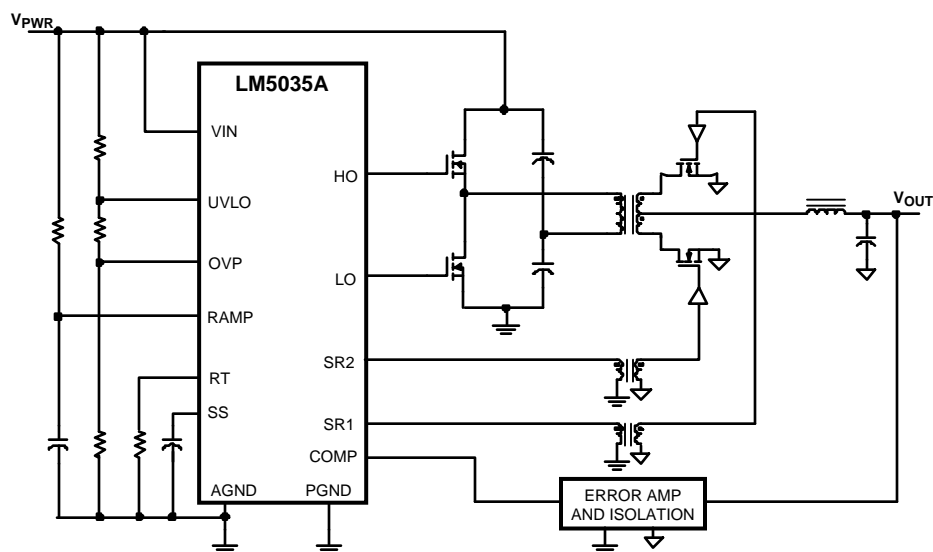 VPWR
LM5035A
VIN
HO
UVLO
VOUT
OVP
LO
RAMP
SR2
RT
SS
SR1
COMP
AGND
PGND
ERROR AMP
AND ISOLATION